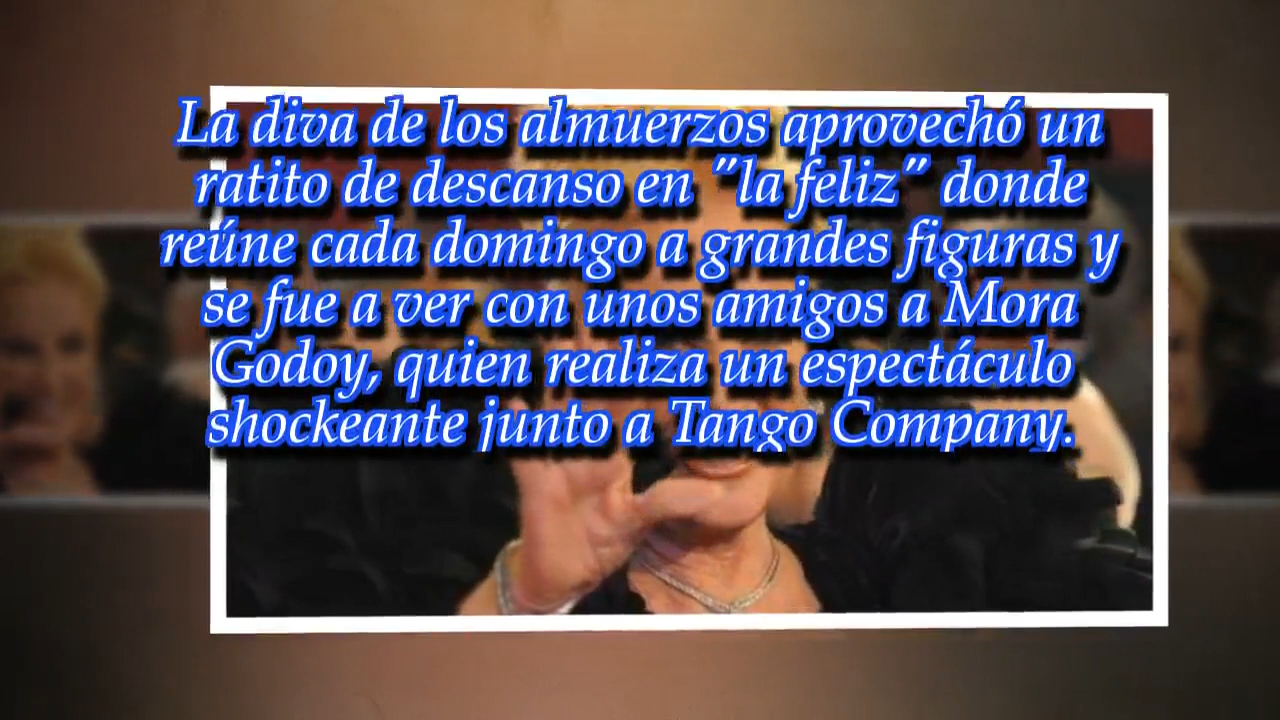 La diva de los almuerzos aprovechó un
ratito de descanso en "la feliz" donde
reúne cada domingo a grandes figuras y
se fue a ver con unos amigos a Mora
Godoy, quien realiza un espectáculo
shockeante junto a Tango Company.